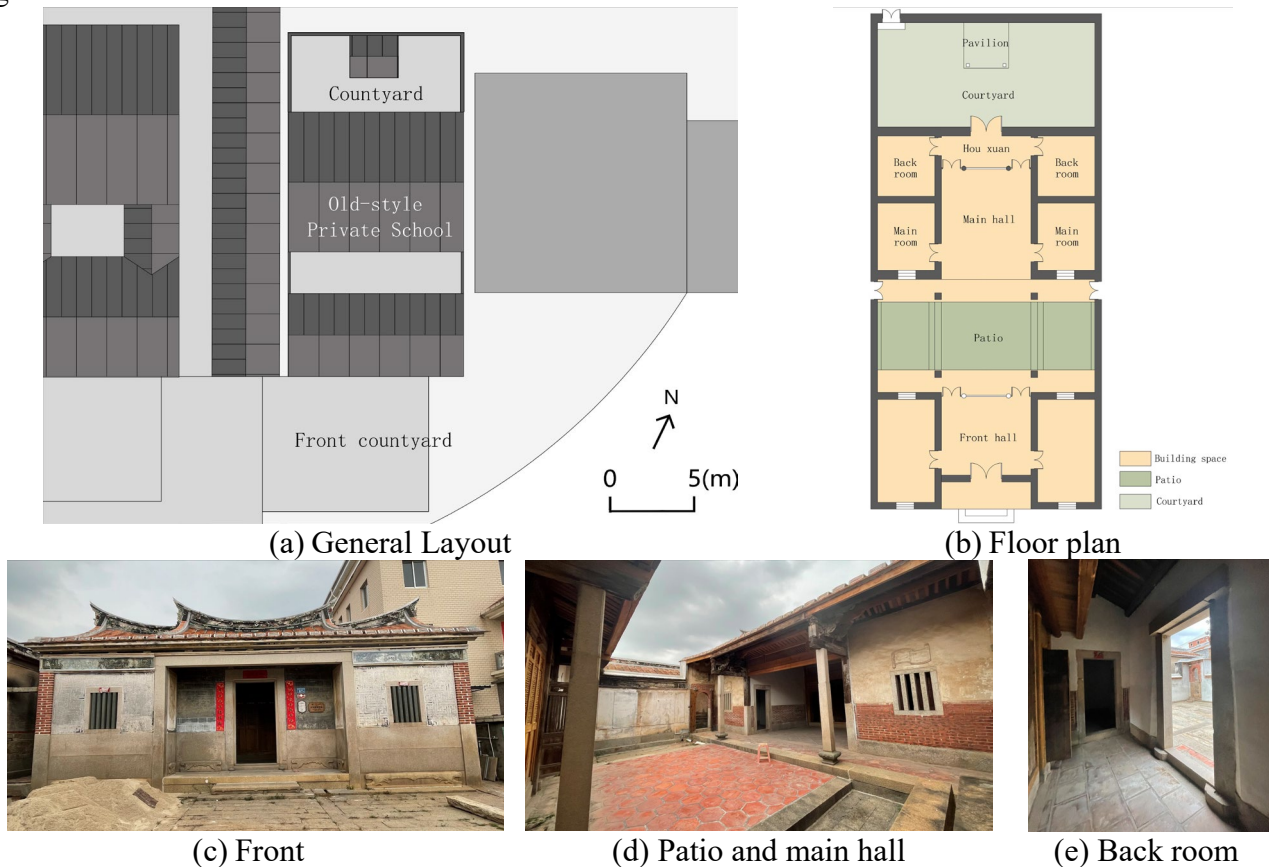 Countyard
Old-style
Private School
Front countyard
N
0
5(m)
(a) General Layout
Pavilion
Courtyard
Hou xuan
Back
room
Back
room
Main hall
Main
room
Main
room
Patio
Front hall
Building space
Patio
Courtyard
(b) Floor plan
(c) Front
(d) Patio and main hall
(e) Back room